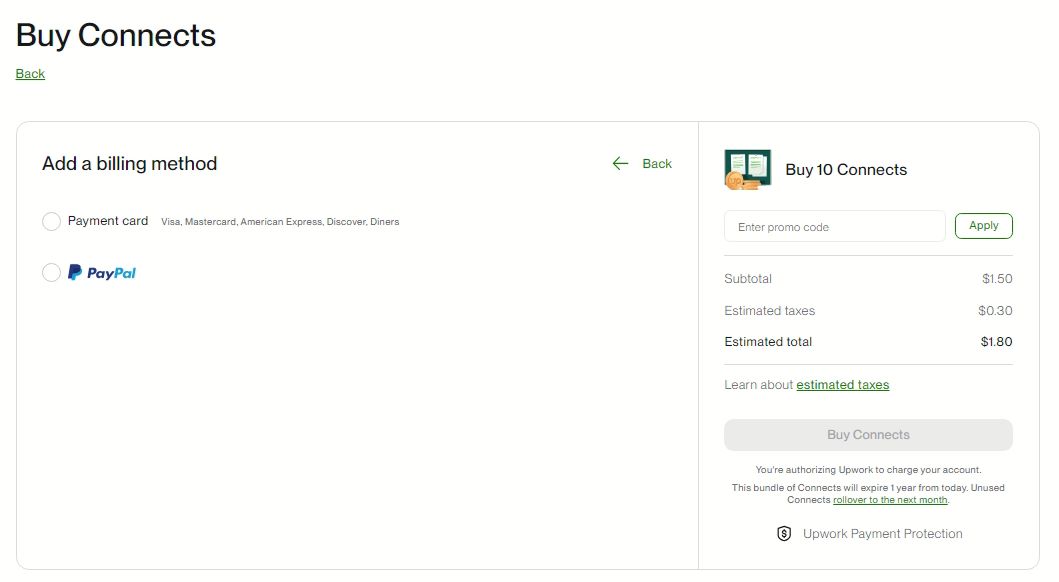 Buy Connects
Back
Add a billing method
Back
Payment card Visa, Mastercard, American Express, Discover, Diners
PayPal
up
Buy 10 Connects
Enter promo code
Apply
Subtotal $1.50
Estimated taxes $0.30
Estimated total $1.80
Learn about estimated taxes
Buy Connects
You're authorizing Upwork to charge your account.
This bundle of Connects will expire 1 year from today. Unused
Connects rollover to the next month.
Upwork Payment Protection